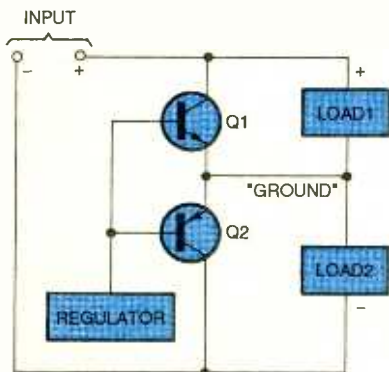 INPUT
- +
+
Q1
LOAD1
"GROUND"
Q2
LOAD2
REGULATOR
-